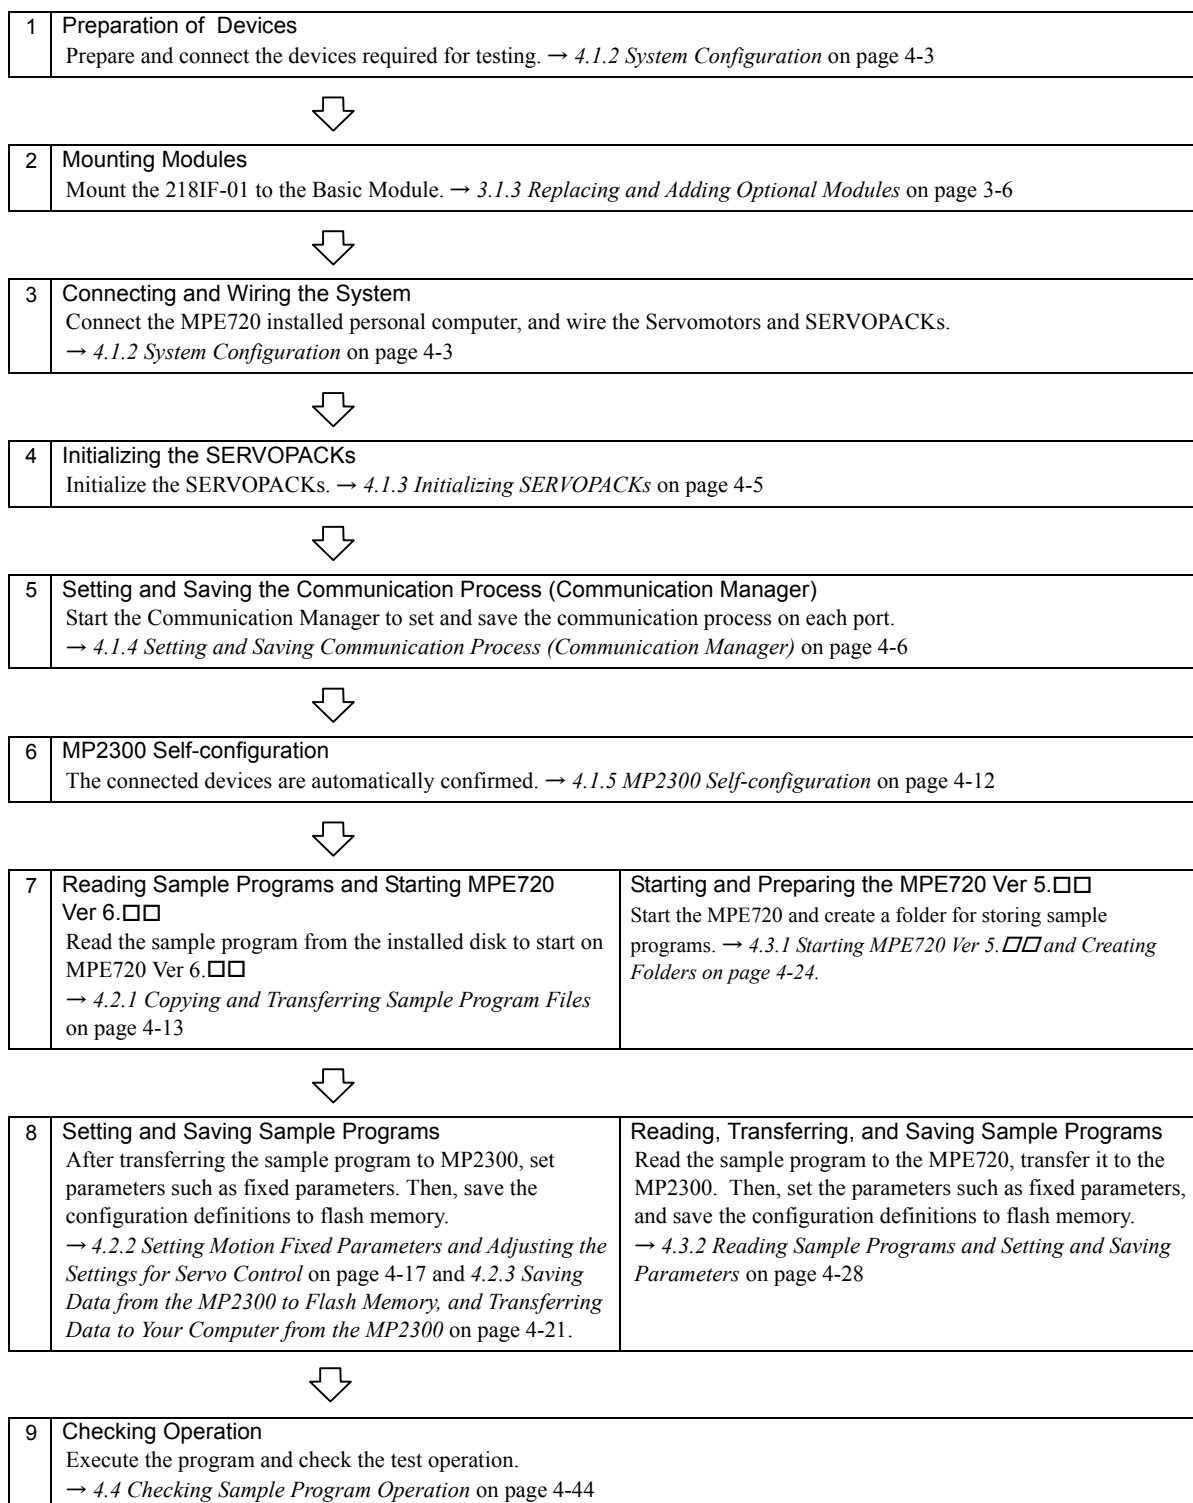 1 Preparation of Devices
Prepare and connect the devices required for testing. → 4.1.2 System Configuration on page 4-3
2 Mounting Modules
Mount the 218IF-01 to the Basic Module. → 3.1.3 Replacing and Adding Optional Modules on page 3-6
3 Connecting and Wiring the System
Connect the MPE720 installed personal computer, and wire the Servomotors and SERVOPACKs.
→ 4.1.2 System Configuration on page 4-3
4 Initializing the SERVOPACKs
Initialize the SERVOPACKs. → 4.1.3 Initializing SERVOPACKs on page 4-5
5 Setting and Saving the Communication Process (Communication Manager)
Start the Communication Manager to set and save the communication process on each port.
→ 4.1.4 Setting and Saving Communication Process (Communication Manager) on page 4-6
6 MP2300 Self-configuration
The connected devices are automatically confirmed. → 4.1.5 MP2300 Self-configuration on page 4-12
7 Reading Sample Programs and Starting MPE720
Ver 6.□□
Read the sample program from the installed disk to start on
MPE720 Ver 6.□□
→ 4.2.1 Copying and Transferring Sample Program Files
on page 4-13
Starting and Preparing the MPE720 Ver 5.□□
Start the MPE720 and create a folder for storing sample
programs. → 4.3.1 Starting MPE720 Ver 5.□□ and Creating
Folders on page 4-24.
8 Setting and Saving Sample Programs
After transferring the sample program to MP2300, set
parameters such as fixed parameters. Then, save the
configuration definitions to flash memory.
→ 4.2.2 Setting Motion Fixed Parameters and Adjusting the
Settings for Servo Control on page 4-17 and 4.2.3 Saving
Data from the MP2300 to Flash Memory, and Transferring
Data to Your Computer from the MP2300 on page 4-21.
Reading, Transferring, and Saving Sample Programs
Read the sample program to the MPE720, transfer it to the
MP2300. Then, set the parameters such as fixed parameters,
and save the configuration definitions to flash memory.
→ 4.3.2 Reading Sample Programs and Setting and Saving
Parameters on page 4-28
9 Checking Operation
Execute the program and check the test operation.
→ 4.4 Checking Sample Program Operation on page 4-44